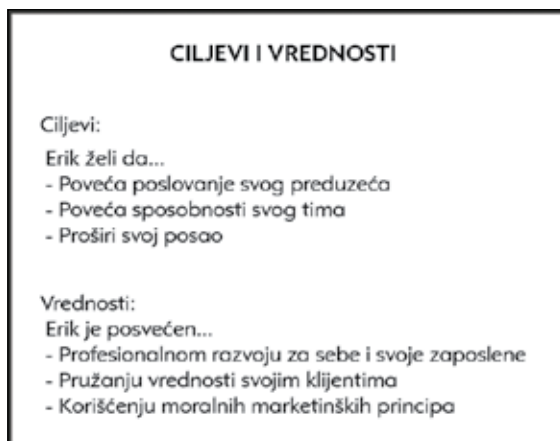 CILJEVI I VREDNOSTI
Ciljevi:
Erik želi da...
- Poveća poslovanje svog preduzeća
- Poveća sposobnosti svog tima
- Proširi svoj posao
Vrednosti:
Erik je posvećen...
- Profesionalnom razvoju za sebe i svoje zaposlene
- Pružanju vrednosti svojim klijentima
- Korišćenju moralnih marketinških principa